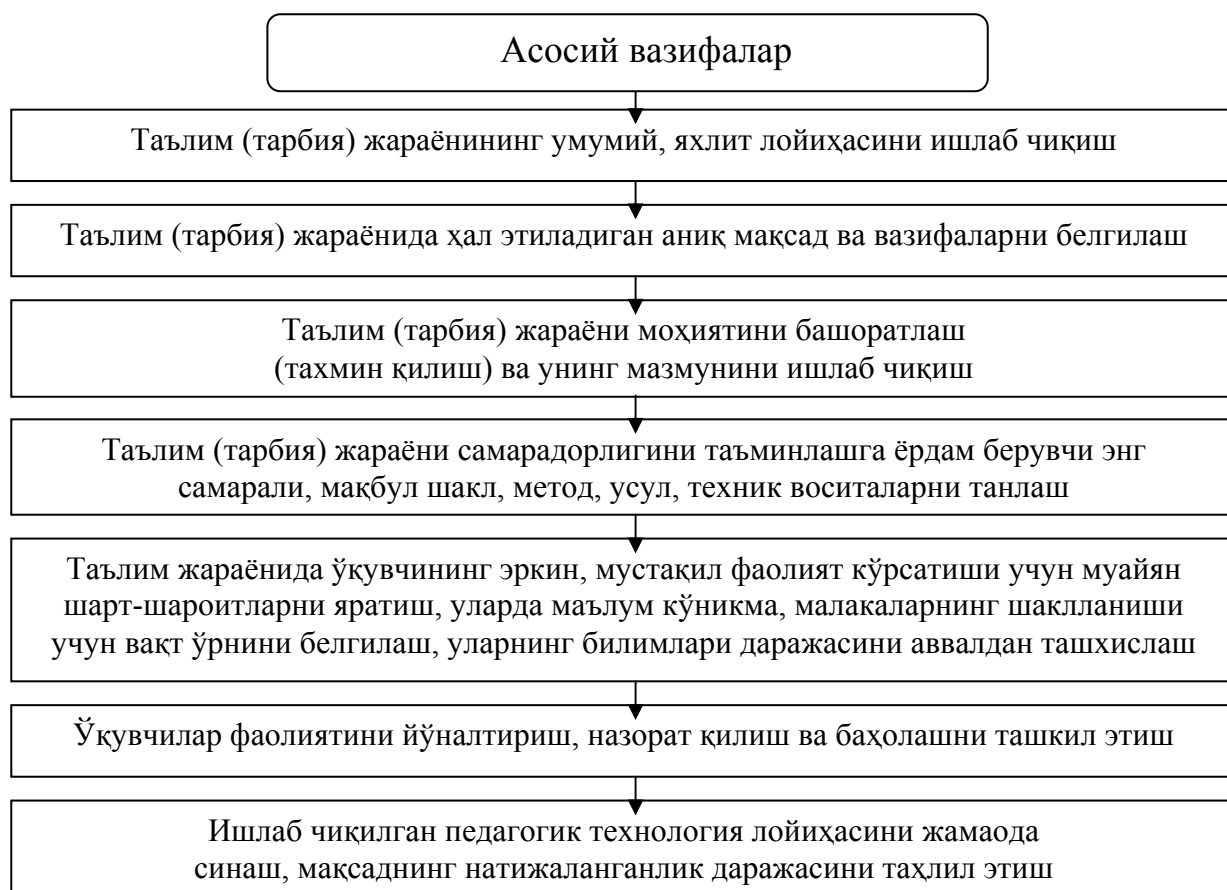 Асосий вазифалар
Таълим (тарбия) жараёнининг умумий, яхлит лойиҳасини ишлаб чиқиш
Таълим (тарбия) жараёнида ҳал этиладиган аниқ мақсад ва вазифаларни белгилаш
Таълим (тарбия) жараёни моҳиятини башоратлаш
(тахмин қилиш) ва унинг мазмунини ишлаб чиқиш
Таълим (тарбия) жараёни самарадорлигини таъминлашга ёрдам берувчи энг
самарали, мақбул шакл, метод, усул, техник воситаларни танлаш
Таълим жараёнида ўқувчининг эркин, мустақил фаолият кўрсатиши учун муайян
шарт-шароитларни яратиш, уларда маълум кўникма, малакаларнинг шаклланиши
учун вақт ўрнини белгилаш, уларнинг билимлари даражасини аввалдан ташхислаш
Ўқувчилар фаолиятини йўналтириш, назорат қилиш ва баҳолашни ташкил этиш
Ишлаб чиқилган педагогик технология лойиҳасини жамаода
синаш, мақсаднинг натижаланганлик даражасини таҳлил этиш